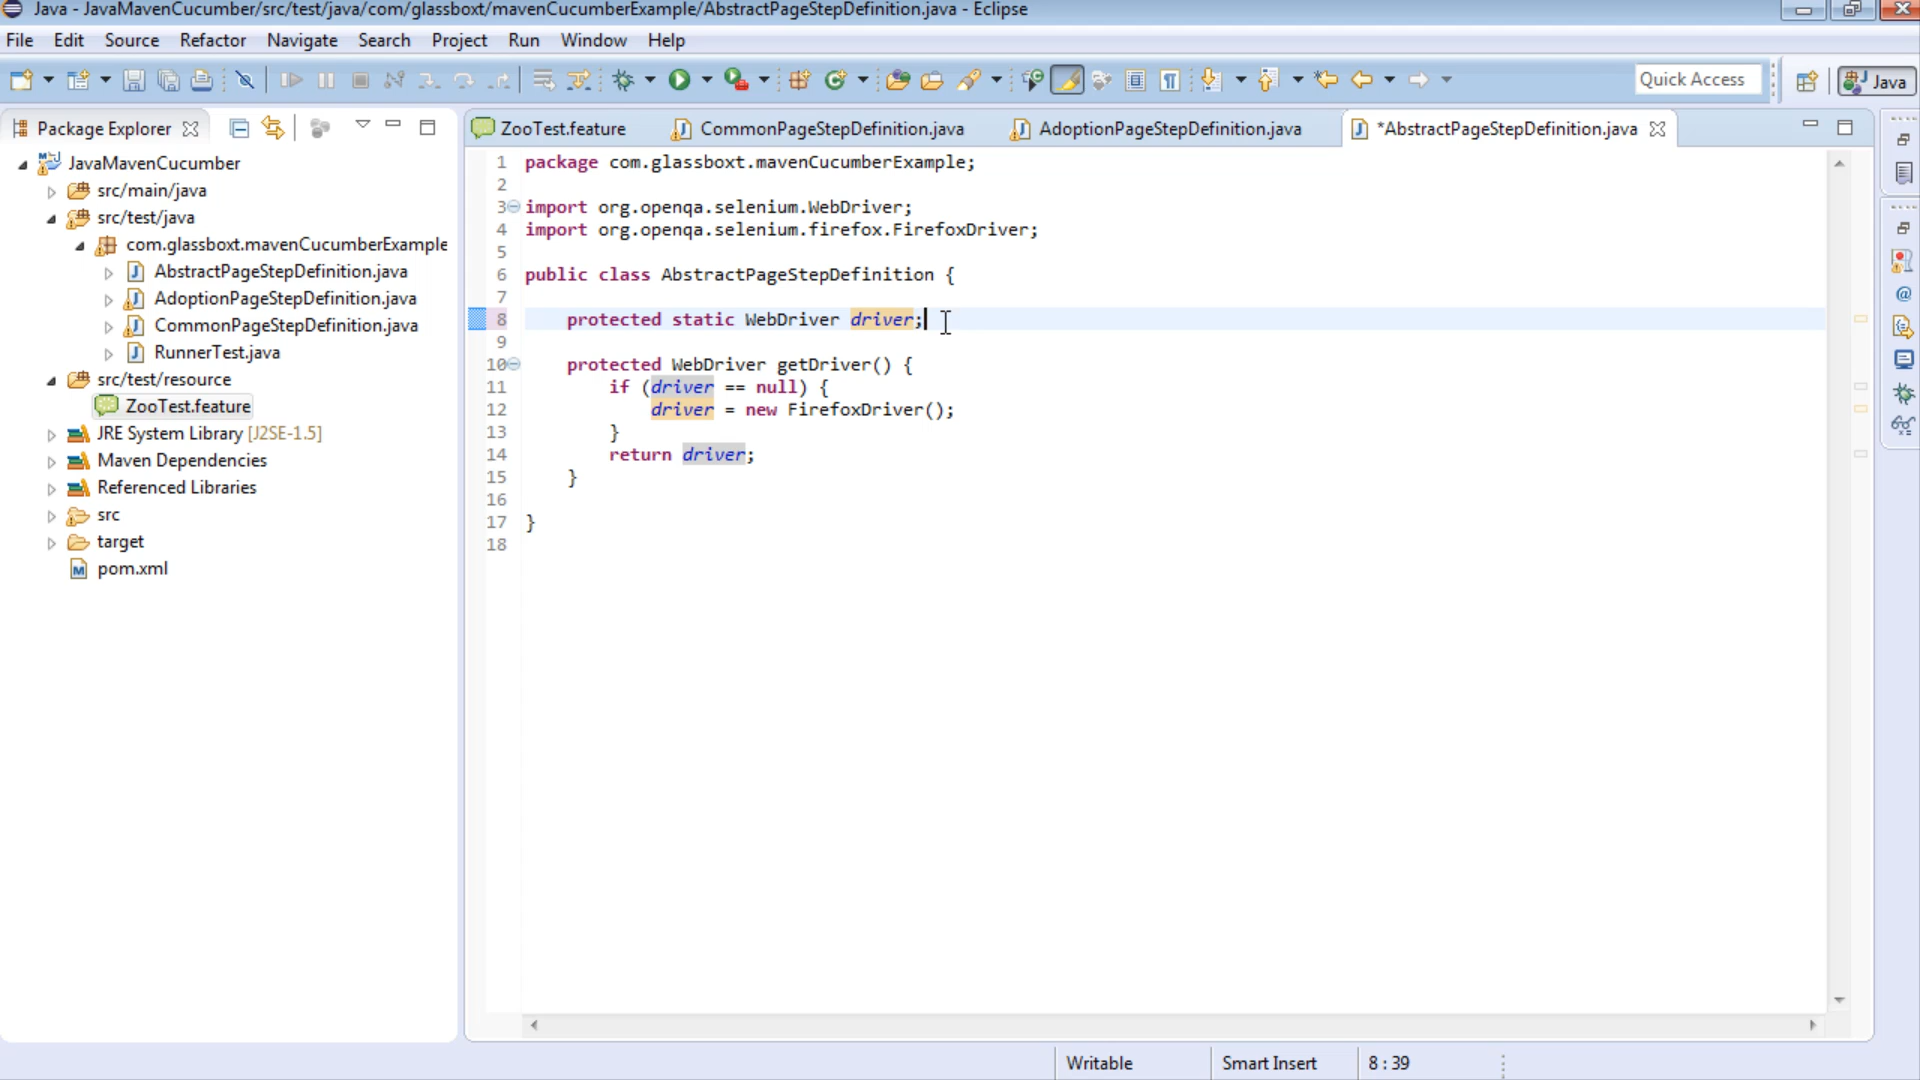 Java - JavaMavenCucumber/src/test/java/com/glassboxt/mavenCucumberExample/AbstractPageStepDefinition.java - Eclipse
File Edit Source Refactor Navigate Search Project Run Window Help
Quick Access
Java
Package Explorer
ZooTest.feature
CommonPageStepDefinition.java
AdoptionPageStepDefinition.java
*AbstractPageStepDefinition.java
JavaMavenCucumber
src/main/java
src/test/java
com.glassboxt.mavenCucumberExample
AbstractPageStepDefinition.java
AdoptionPageStepDefinition.java
CommonPageStepDefinition.java
RunnerTest.java
src/test/resource
ZooTest.feature
JRE System Library [J2SE-1.5]
Maven Dependencies
Referenced Libraries
src
target
pom.xml
1 package com.glassboxt.mavenCucumberExample;
2
3 import org.openqa.selenium.WebDriver;
4 import org.openqa.selenium.firefox.FirefoxDriver;
5
6 public class AbstractPageStepDefinition {
7
8 protected static WebDriver driver;
9
10 protected WebDriver getDriver() {
11 if (driver == null) {
12 driver = new FirefoxDriver();
13 }
14 return driver;
15 }
16
17 }
18
Writable
Smart Insert
8 : 39